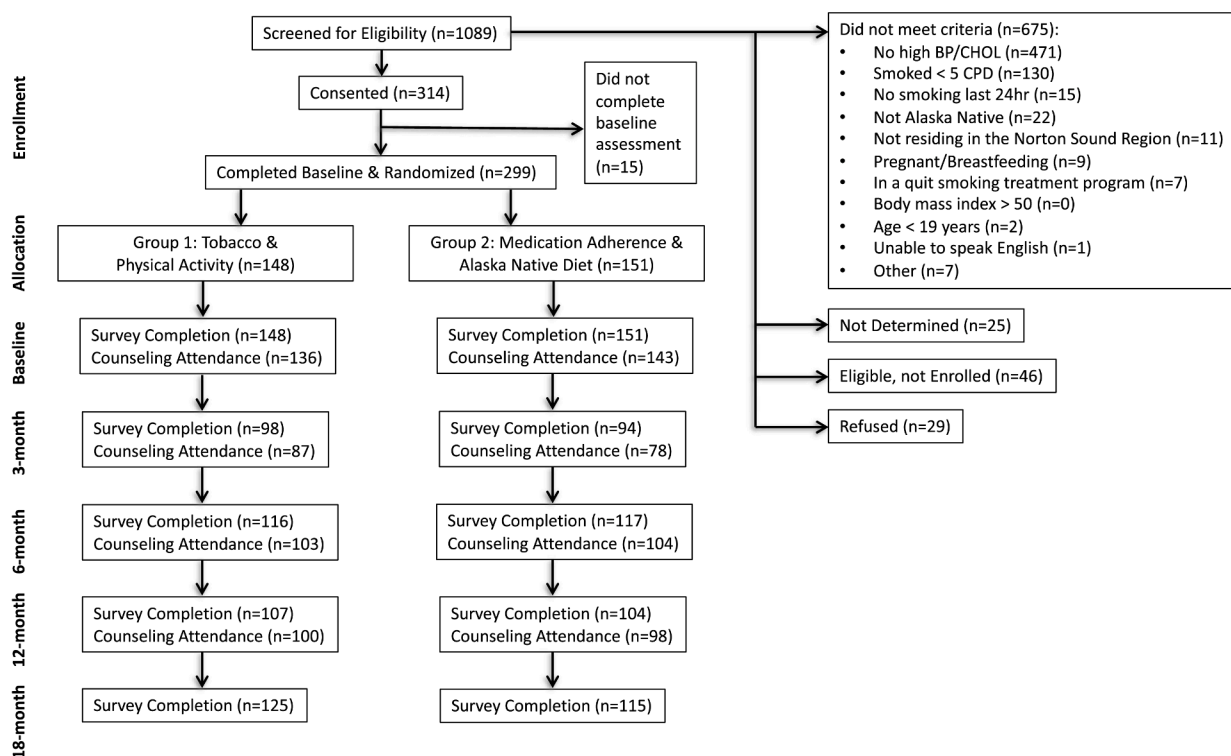 Screened for Eligibility (n=1089)
Consented (n=314)
Did not
complete
baseline
assessment
(n=15)
Completed Baseline & Randomized (n=299)
Did not meet criteria (n=675):
• No high BP/CHOL (n=471)
• Smoked < 5 CPD (n=130)
• No smoking last 24hr (n=15)
• Not Alaska Native (n=22)
• Not residing in the Norton Sound Region (n=11)
• Pregnant/Breastfeeding (n=9)
• In a quit smoking treatment program (n=7)
• Body mass index > 50 (n=0)
• Age < 19 years (n=2)
• Unable to speak English (n=1)
• Other (n=7)
Not Determined (n=25)
Eligible, not Enrolled (n=46)
Refused (n=29)
Enrollment
Allocation
Group 1: Tobacco &
Physical Activity (n=148)
Group 2: Medication Adherence &
Alaska Native Diet (n=151)
Baseline
Survey Completion (n=148)
Counseling Attendance (n=136)
Survey Completion (n=151)
Counseling Attendance (n=143)
3-month
Survey Completion (n=98)
Counseling Attendance (n=87)
Survey Completion (n=94)
Counseling Attendance (n=78)
6-month
Survey Completion (n=116)
Counseling Attendance (n=103)
Survey Completion (n=117)
Counseling Attendance (n=104)
12-month
Survey Completion (n=107)
Counseling Attendance (n=100)
Survey Completion (n=104)
Counseling Attendance (n=98)
18-month
Survey Completion (n=125)
Survey Completion (n=115)